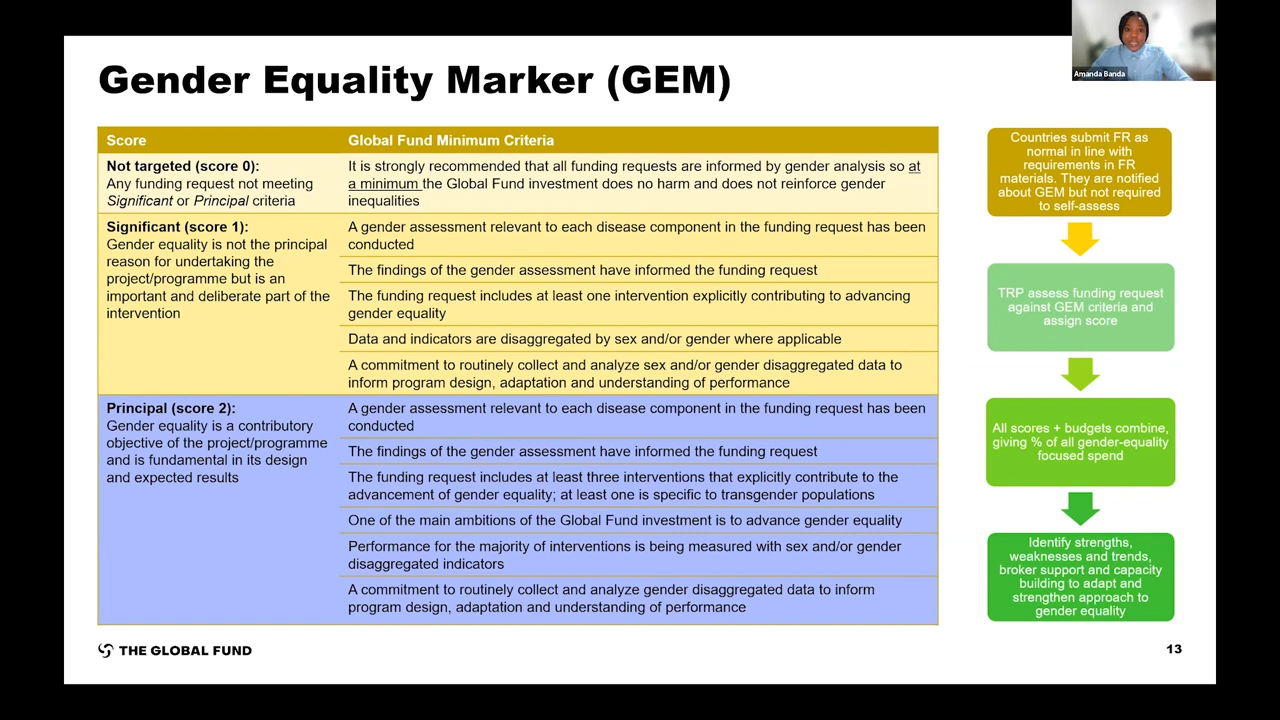 Gender Equality Marker (GEM)
Amanda Banda
Score
Global Fund Minimum Criteria
Not targeted (score 0):
Any funding request not meeting
Significant or Principal criteria
It is strongly recommended that all funding requests are informed by gender analysis so at
a minimum the Global Fund investment does no harm and does not reinforce gender
inequalities
Significant (score 1):
Gender equality is not the principal
reason for undertaking the
project/programme but is an
important and deliberate part of the
intervention
A gender assessment relevant to each disease component in the funding request has been
conducted
The findings of the gender assessment have informed the funding request
The funding request includes at least one intervention explicitly contributing to advancing
gender equality
Data and indicators are disaggregated by sex and/or gender where applicable
A commitment to routinely collect and analyze sex and/or gender disaggregated data to
inform program design, adaptation and understanding of performance
Principal (score 2):
Gender equality is a contributory
objective of the project/programme
and is fundamental in its design
and expected results
A gender assessment relevant to each disease component in the funding request has been
conducted
The findings of the gender assessment have informed the funding request
The funding request includes at least three interventions that explicitly contribute to the
advancement of gender equality; at least one is specific to transgender populations
One of the main ambitions of the Global Fund investment is to advance gender equality
Performance for the majority of interventions is being measured with sex and/or gender
disaggregated indicators
A commitment to routinely collect and analyze gender disaggregated data to inform
program design, adaptation and understanding of performance
Countries submit FR as
normal in line with
requirements in FR
materials. They are notified
about GEM but not required
to self-assess
TRP assess funding request
against GEM criteria and
assign score
All scores + budgets combine,
giving % of all gender-equality
focused spend
Identify strengths,
weaknesses and trends,
broker support and capacity
building to adapt and
strengthen approach to
gender equality
THE GLOBAL FUND
13